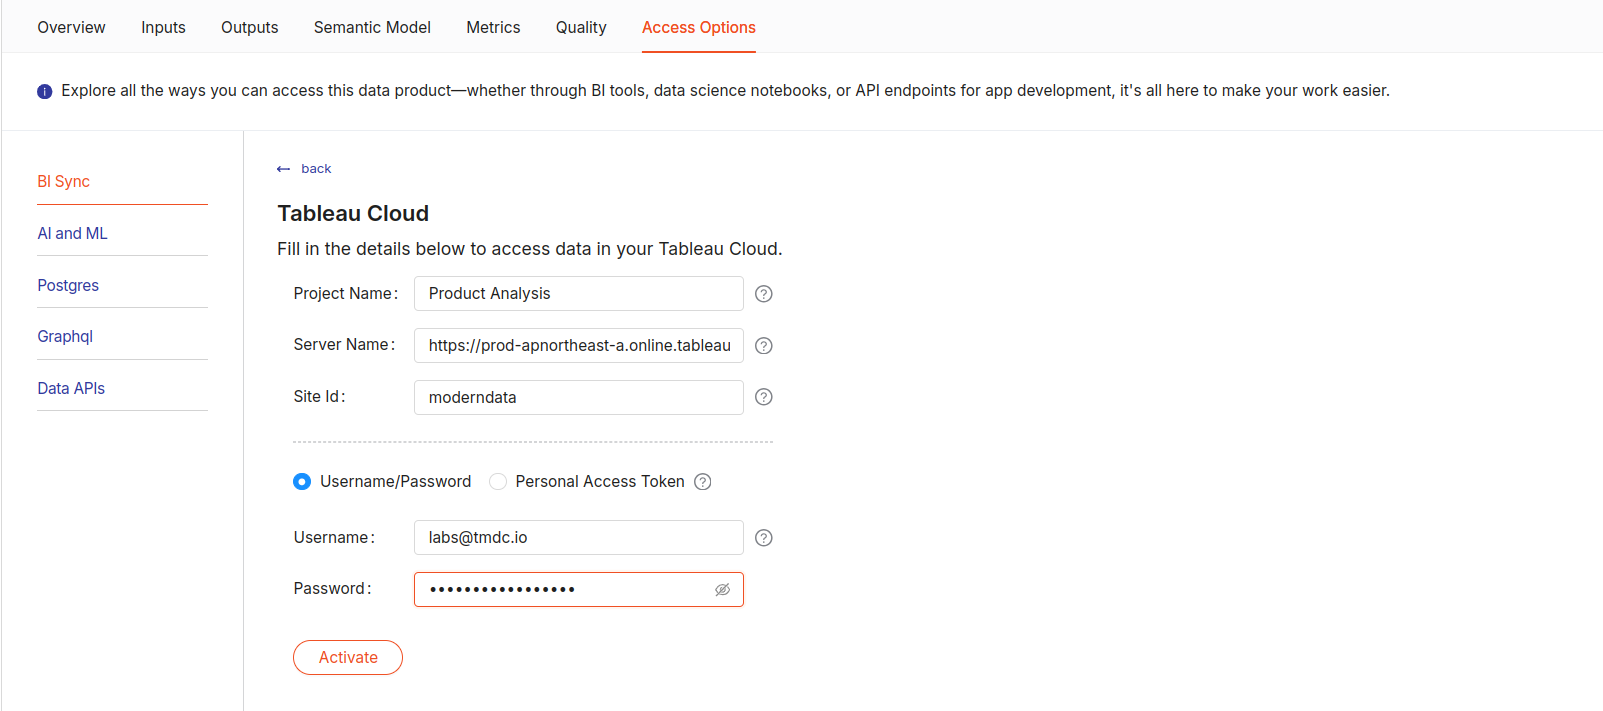 Overview Inputs Outputs Semantic Model Metrics Quality Access Options
Explore all the ways you can access this data product—whether through BI tools, data science notebooks, or API endpoints for app development, it's all here to make your work easier.
BI Sync
AI and ML
Postgres
Graphql
Data APIs
← back
Tableau Cloud
Fill in the details below to access data in your Tableau Cloud.
Project Name: Product Analysis
Server Name: https://prod-apnortheast-a.online.tableau
Site Id: moderndata
Username/Password Personal Access Token
Username: labs@tmdc.io
Password: •••••••••••••••••
Activate